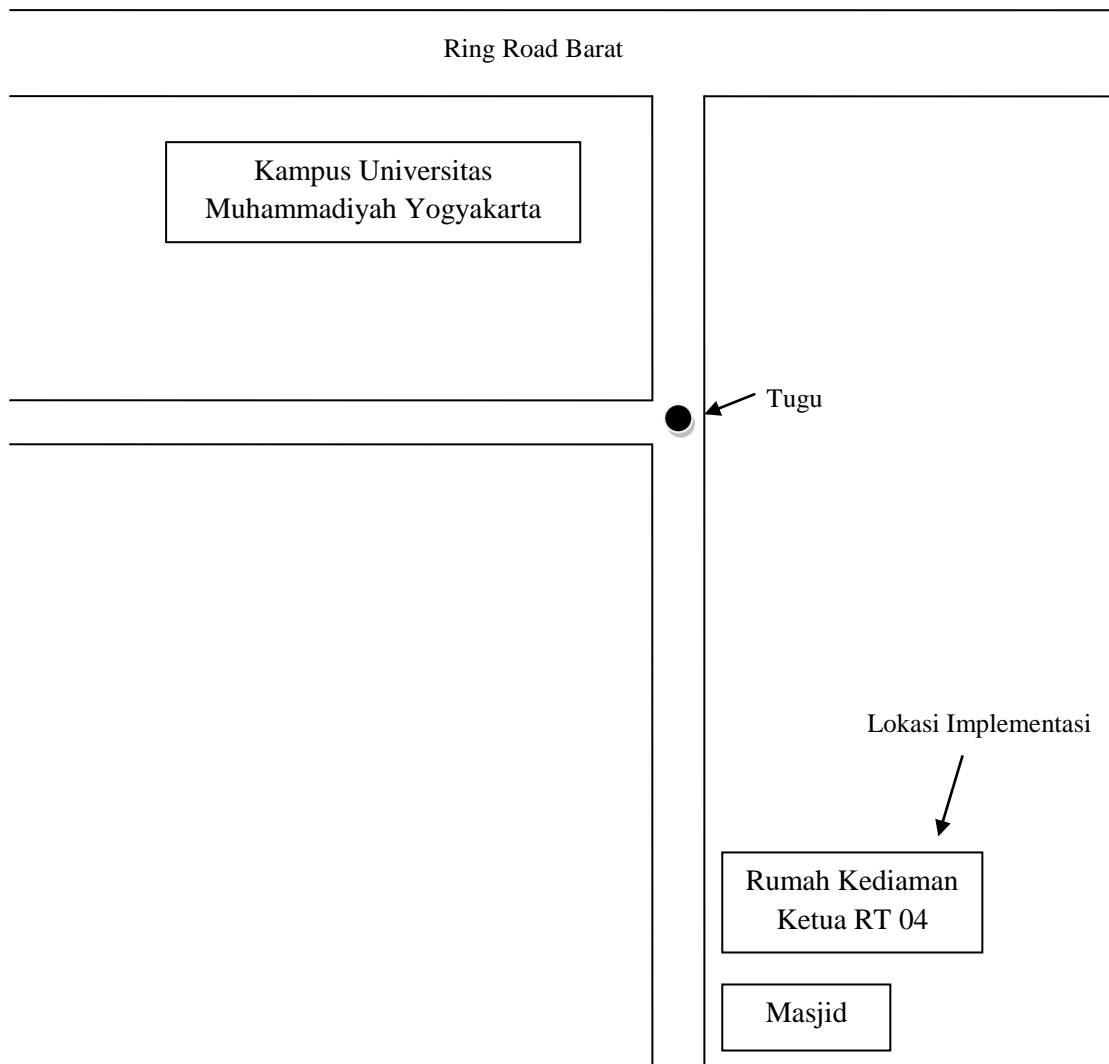 Ring Road Barat
Kampus Universitas
Muhammadiyah Yogyakarta
Tugu
Lokasi Implementasi
Rumah Kediaman
Ketua RT 04
Masjid